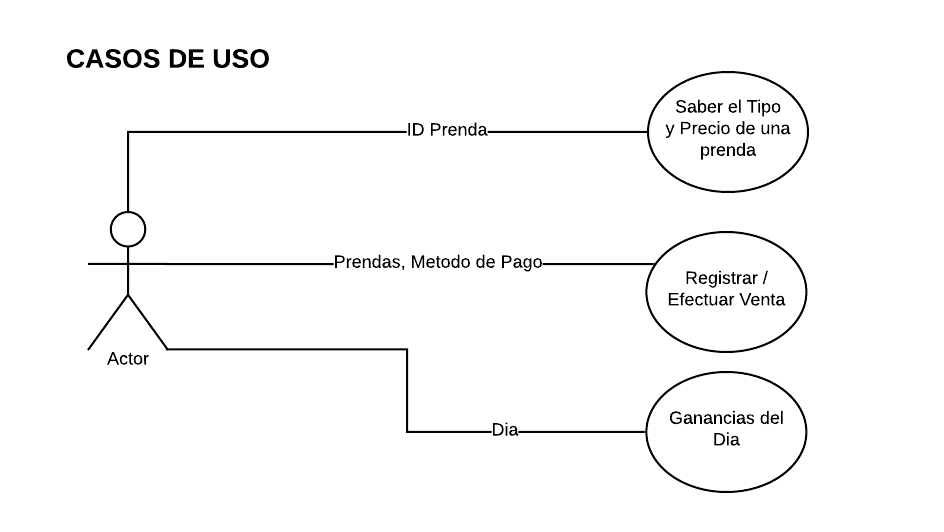 CASOS DE USO
Saber el Tipo
y Precio de una
prenda
ID Prenda
Prendas, Metodo de Pago
Registrar /
Efectuar Venta
Actor
Ganancias del
Dia
Dia